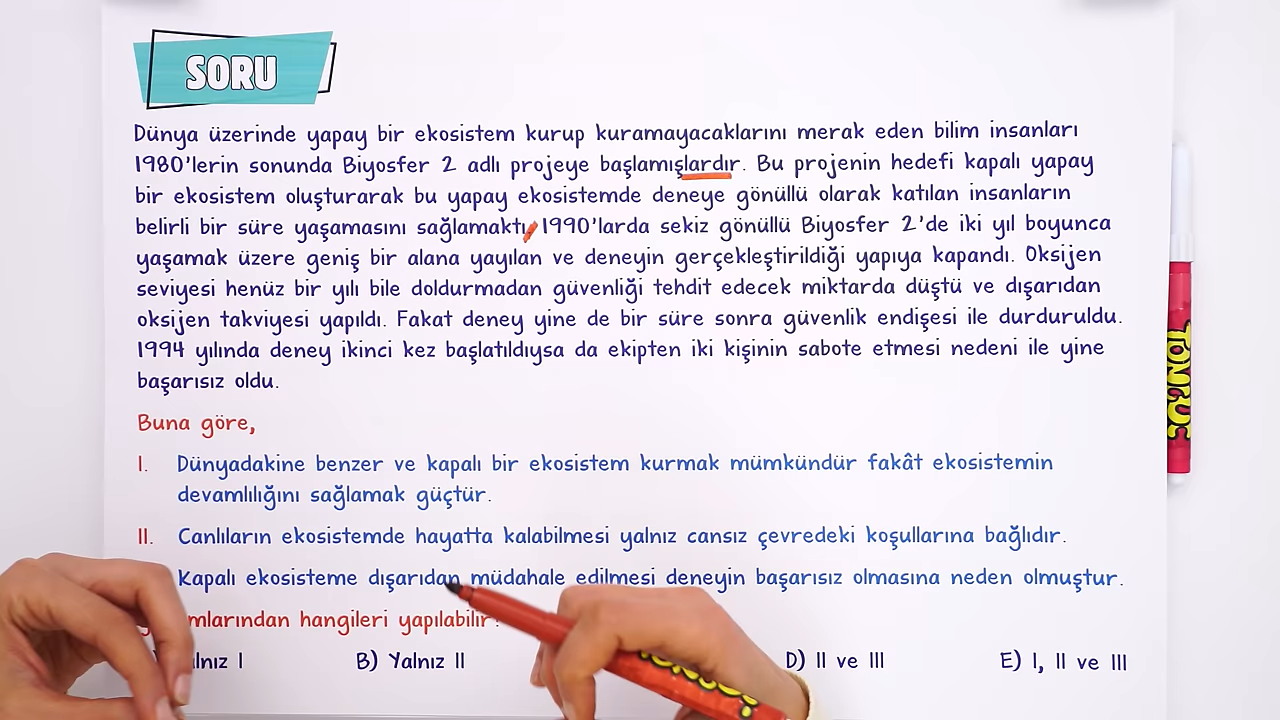 SORU
Dünya üzerinde yapay bir ekosistem kurup kuramayacaklarını merak eden bilim insanları
1980'lerin sonunda Biyosfer 2 adlı projeye başlamışlardır. Bu projenin hedefi kapalı yapay
bir ekosistem oluşturarak bu yapay ekosistemde deneye gönüllü olarak katılan insanların
belirli bir süre yaşamasını sağlamaktı, 1990'larda sekiz gönüllü Biyosfer 2'de iki yıl boyunca
yaşamak üzere geniş bir alana yayılan ve deneyin gerçekleştirildiği yapıya kapandı. Oksijen
seviyesi henüz bir yılı bile doldurmadan güvenliği tehdit edecek miktarda düştü ve dışarıdan
oksijen takviyesi yapıldı. Fakat deney yine de bir süre sonra güvenlik endişesi ile durduruldu.
1994 yılında deney ikinci kez başlatıldıysa da ekipten iki kişinin sabote etmesi nedeni ile yine
başarısız oldu.
Buna göre,
I. Dünyadakine benzer ve kapalı bir ekosistem kurmak mümkündür fakât ekosistemin
devamlılığını sağlamak güçtür.
II. Canlıların ekosistemde hayatta kalabilmesi yalnız cansız çevredeki koşullarına bağlıdır.
Kapalı ekosisteme dışarıdan müdahale edilmesi deneyin başarısız olmasına neden olmuştur.
hangileri yapılabilir?
I B) Yalnız II D) II ve III E) I, II ve III
TONGUÇ